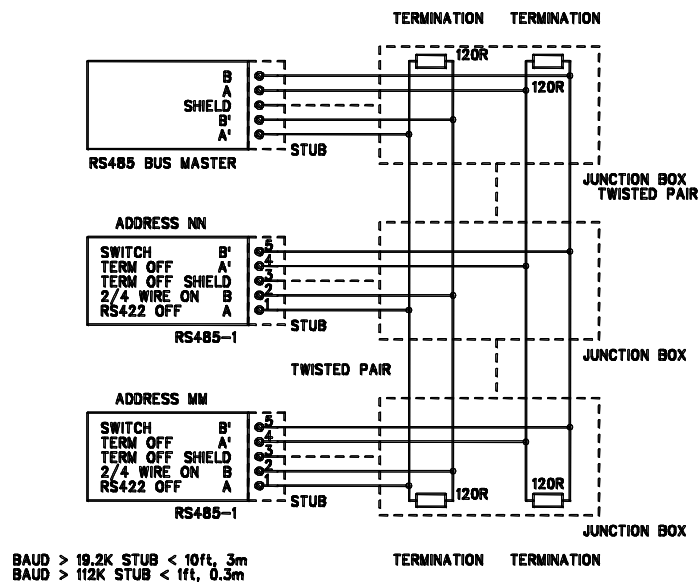 TERMINATION TERMINATION
120R
120R
B
A
SHIELD
B'
A'
STUB
RS485 BUS MASTER
JUNCTION BOX
TWISTED PAIR
ADDRESS NN
SWITCH B' 5
TERM OFF A' 4
TERM OFF SHIELD 3
2/4 WIRE ON B 2
RS422 OFF A 1
STUB
RS485-1
JUNCTION BOX
TWISTED PAIR
ADDRESS MM
SWITCH B' 5
TERM OFF A' 4
TERM OFF SHIELD 3
2/4 WIRE ON B 2
RS422 OFF A 1
120R 120R
STUB
RS485-1
JUNCTION BOX
BAUD > 19.2K STUB < 10ft, 3m
BAUD > 112K STUB < 1ft, 0.3m
TERMINATION TERMINATION